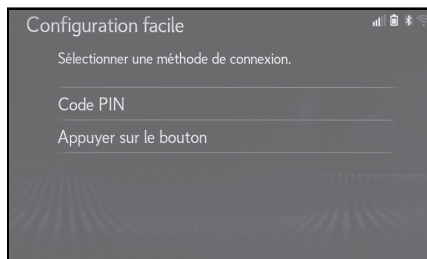 Configuration facile
Sélectionner une méthode de connexion.
Code PIN
Appuyer sur le bouton